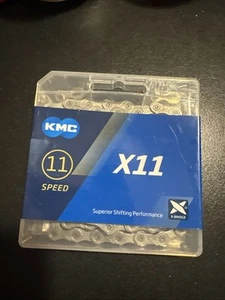 KMC
11
SPEED
X11
Superior Shifting Performance
X-BRIDGE